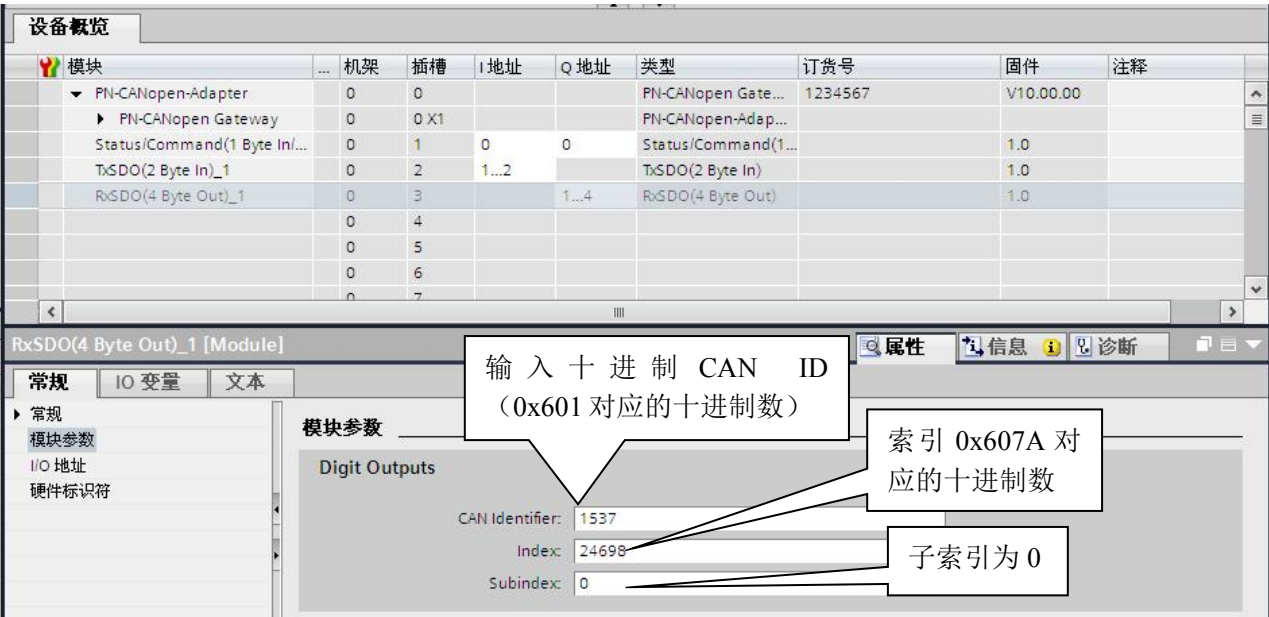 设备概览
模块 ... 机架 插槽 I 地址 Q 地址 类型 订货号 固件 注释
PN-CANopen-Adapter 0 0 PN-CANopen Gate... 1234567 V10.00.00
PN-CANopen Gateway 0 0 X1 PN-CANopen-Adap...
Status/Command(1 Byte In/... 0 1 0 0 Status/Command(1... 1.0
TxSDO(2 Byte In)_1 0 2 1...2 TxSDO(2 Byte In) 1.0
RxSDO(4 Byte Out)_1 0 3 1...4 RxSDO(4 Byte Out) 1.0
0 4
0 5
0 6
0 7
RxSDO(4 Byte Out)_1 [Module]
属性 信息 诊断
常规 IO 变量 文本
常规
模块参数
I/O 地址
硬件标识符
模块参数
Digit Outputs
CAN Identifier: 1537
Index: 24698
Subindex: 0
输入十进制 CAN ID
（0x601 对应的十进制数）
索引 0x607A 对
应的十进制数
子索引为 0